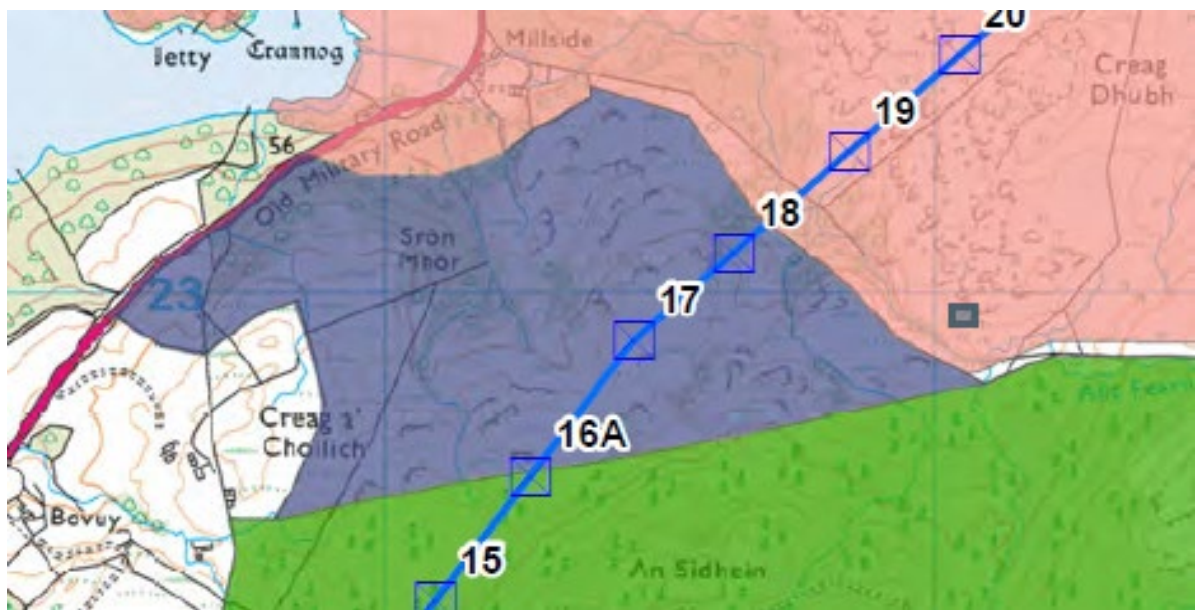 20
Jetty
Crannog
Millside
Creag
Dhubh
19
56
Old Military Road
18
Sròn
Mhor
23
17
Creag a'
Choilich
16A
Bovuy
15
An Sidhein